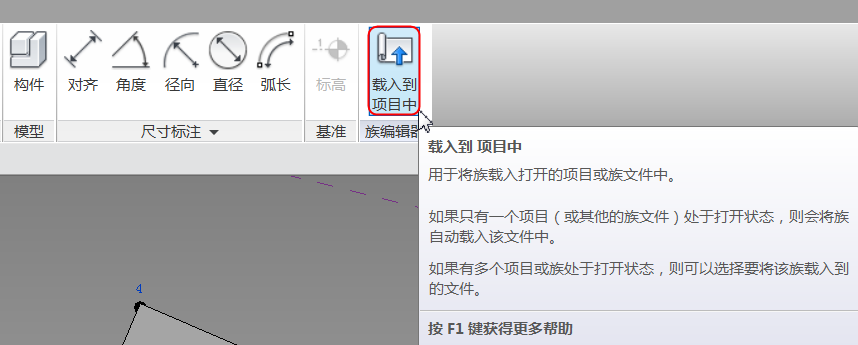 构件 对齐 角度 径向 直径 弧长 标高 载入到
项目中
模型 尺寸标注 基准 族编辑器
载入到 项目中
用于将族载入打开的项目或族文件中。
如果只有一个项目（或其他的族文件）处于打开状态，则会将族
自动载入该文件中。
如果有多个项目或族处于打开状态，则可以选择要将该族载入到
的文件。
按 F1 键获得更多帮助
4